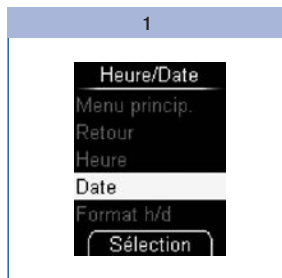 1
Heure/Date
Menu princip.
Retour
Heure
Date
Format h/d
Sélection